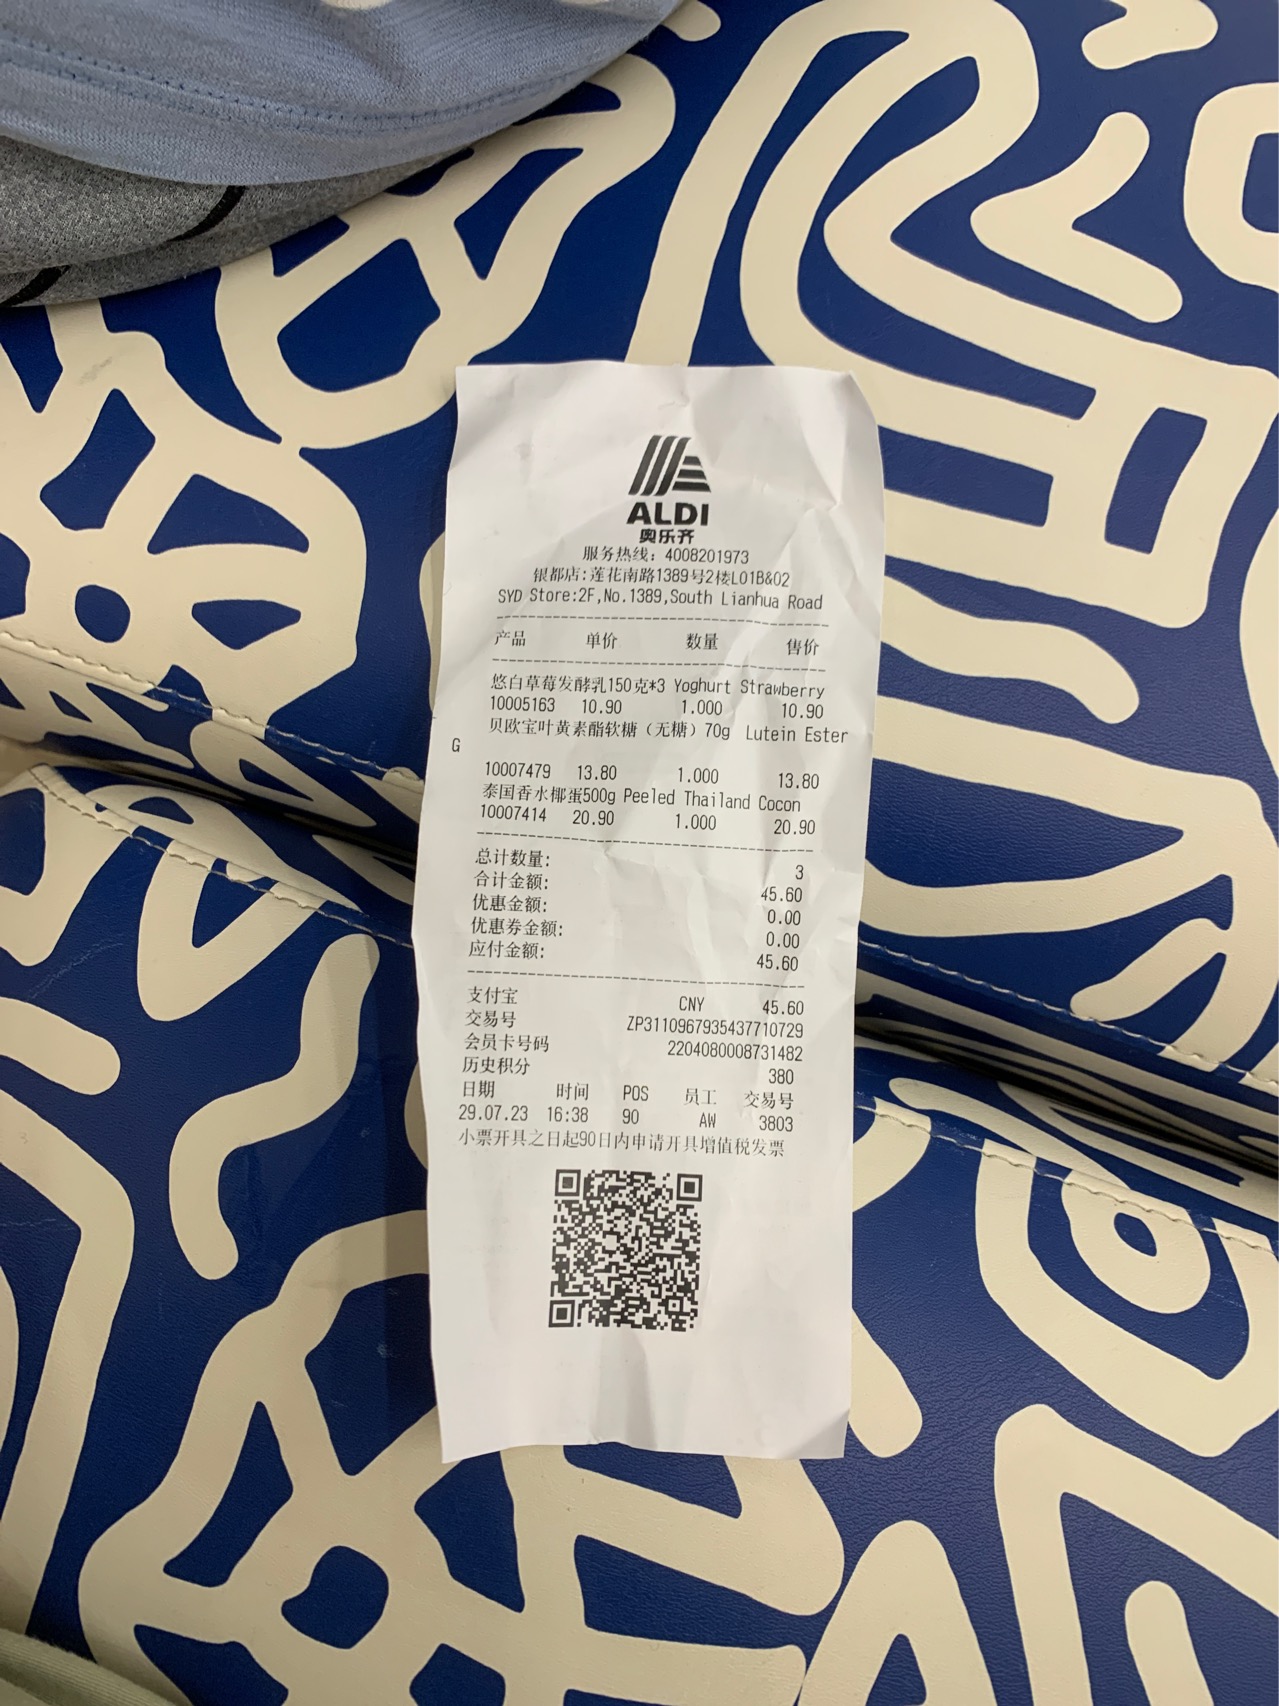 ALDI
奥乐齐
服务热线：4008201973
银都店:莲花南路1389号2楼L01B&02
SYD Store:2F,No.1389,South Lianhua Road
产品 单价 数量 售价
悠白草莓发酵乳150克*3 Yoghurt Strawberry
10005163 10.90 1.000 10.90
贝欧宝叶黄素酯软糖（无糖）70g Lutein Ester
G
10007479 13.80 1.000 13.80
泰国香水椰蛋500g Peeled Thailand Cocon
10007414 20.90 1.000 20.90
总计数量: 3
合计金额: 45.60
优惠金额: 0.00
优惠券金额: 0.00
应付金额: 45.60
支付宝 CNY 45.60
交易号 ZP3110967935437710729
会员卡号码 2204080008731482
历史积分 380
日期 时间 POS 员工 交易号
29.07.23 16:38 90 AW 3803
小票开具之日起90日内申请开具增值税发票